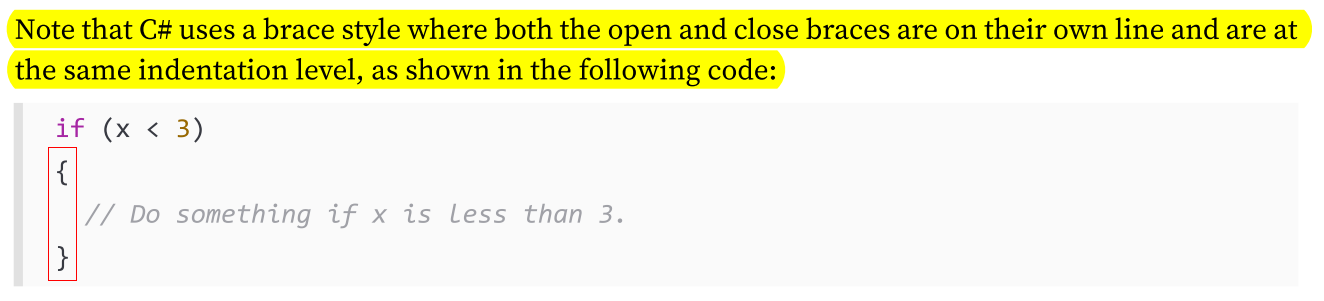 Note that C# uses a brace style where both the open and close braces are on their own line and are at
the same indentation level, as shown in the following code:
if (x < 3)
{
  // Do something if x is less than 3.
}